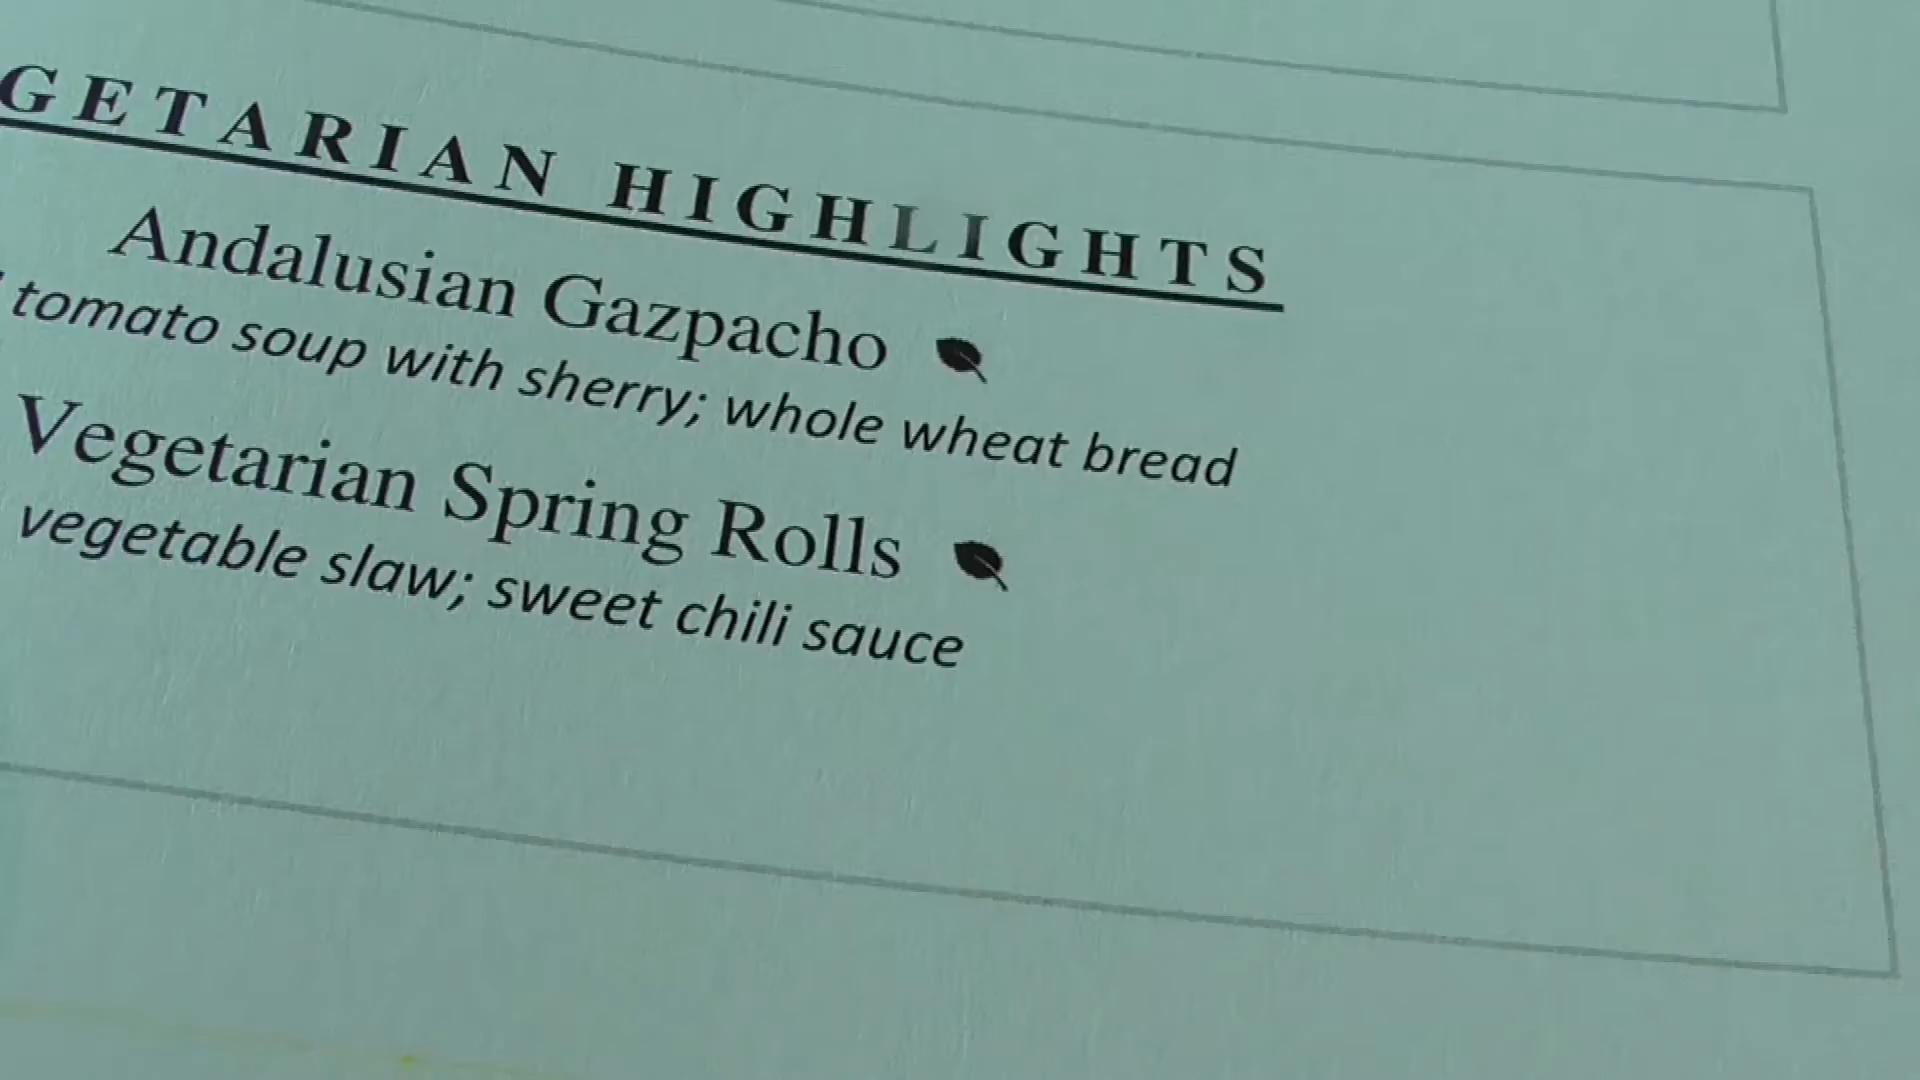 GETARIAN HIGHLIGHTS
Andalusian Gazpacho
tomato soup with sherry; whole wheat bread
Vegetarian Spring Rolls
vegetable slaw; sweet chili sauce